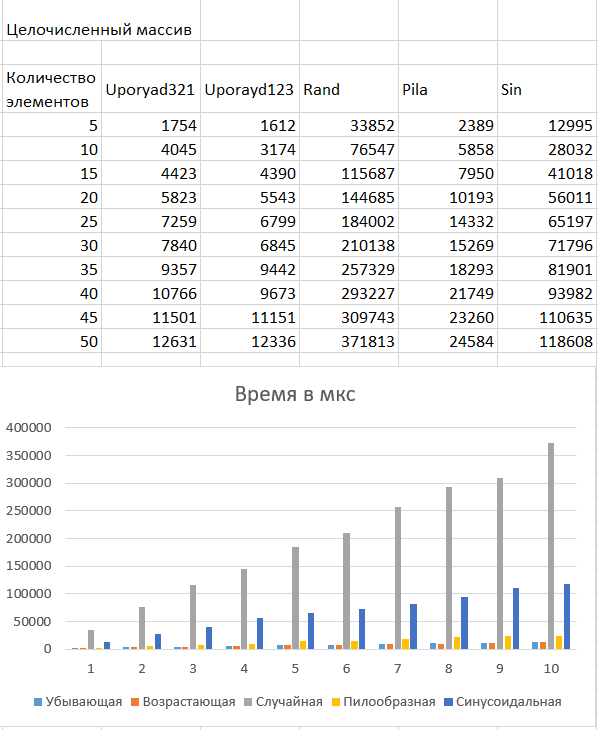 Целочисленный массив
Количество элементов Uporyad321 Uporayd123 Rand Pila Sin
5 1754 1612 33852 2389 12995
10 4045 3174 76547 5858 28032
15 4423 4390 115687 7950 41018
20 5823 5543 144685 10193 56011
25 7259 6799 184002 14332 65197
30 7840 6845 210138 15269 71796
35 9357 9442 257329 18293 81901
40 10766 9673 293227 21749 93982
45 11501 11151 309743 23260 110635
50 12631 12336 371813 24584 118608
Время в мкс
400000
350000
300000
250000
200000
150000
100000
50000
0
1 2 3 4 5 6 7 8 9 10
Убывающая Возрастающая Случайная Пилообразная Синусоидальная